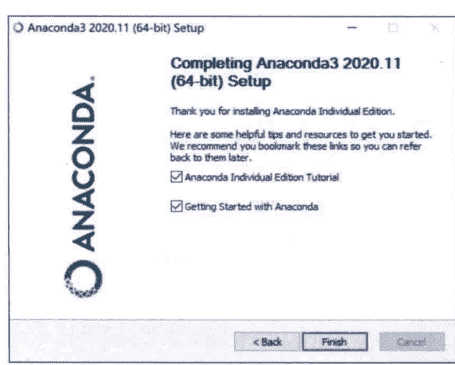 Anaconda3 2020.11 (64-bit) Setup
Completing Anaconda3 2020.11
(64-bit) Setup
Thank you for installing Anaconda Individual Edition.
Here are some helpful tips and resources to get you started.
We recommend you bookmark these links so you can refer
back to them later.
Anaconda Individual Edition Tutorial
Getting Started with Anaconda
ANACONDA.
< Back
Finish
Cancel